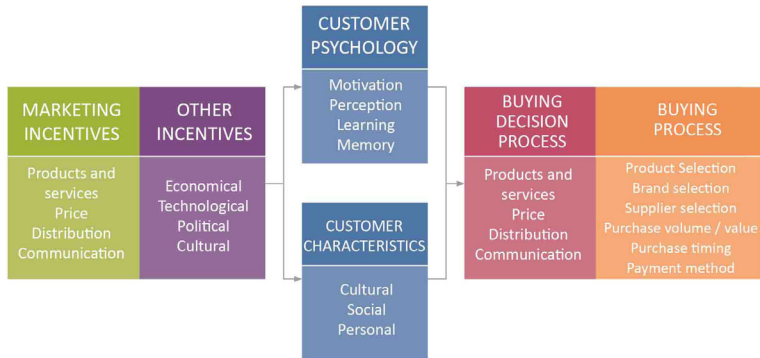 MARKETING
INCENTIVES
Products and
services
Price
Distribution
Communication
OTHER
INCENTIVES
Economical
Technological
Political
Cultural
CUSTOMER
PSYCHOLOGY
Motivation
Perception
Learning
Memory
CUSTOMER
CHARACTERISTICS
Cultural
Social
Personal
BUYING
DECISION
PROCESS
Products and
services
Price
Distribution
Communication
BUYING
PROCESS
Product Selection
Brand selection
Supplier selection
Purchase volume / value
Purchase timing
Payment method